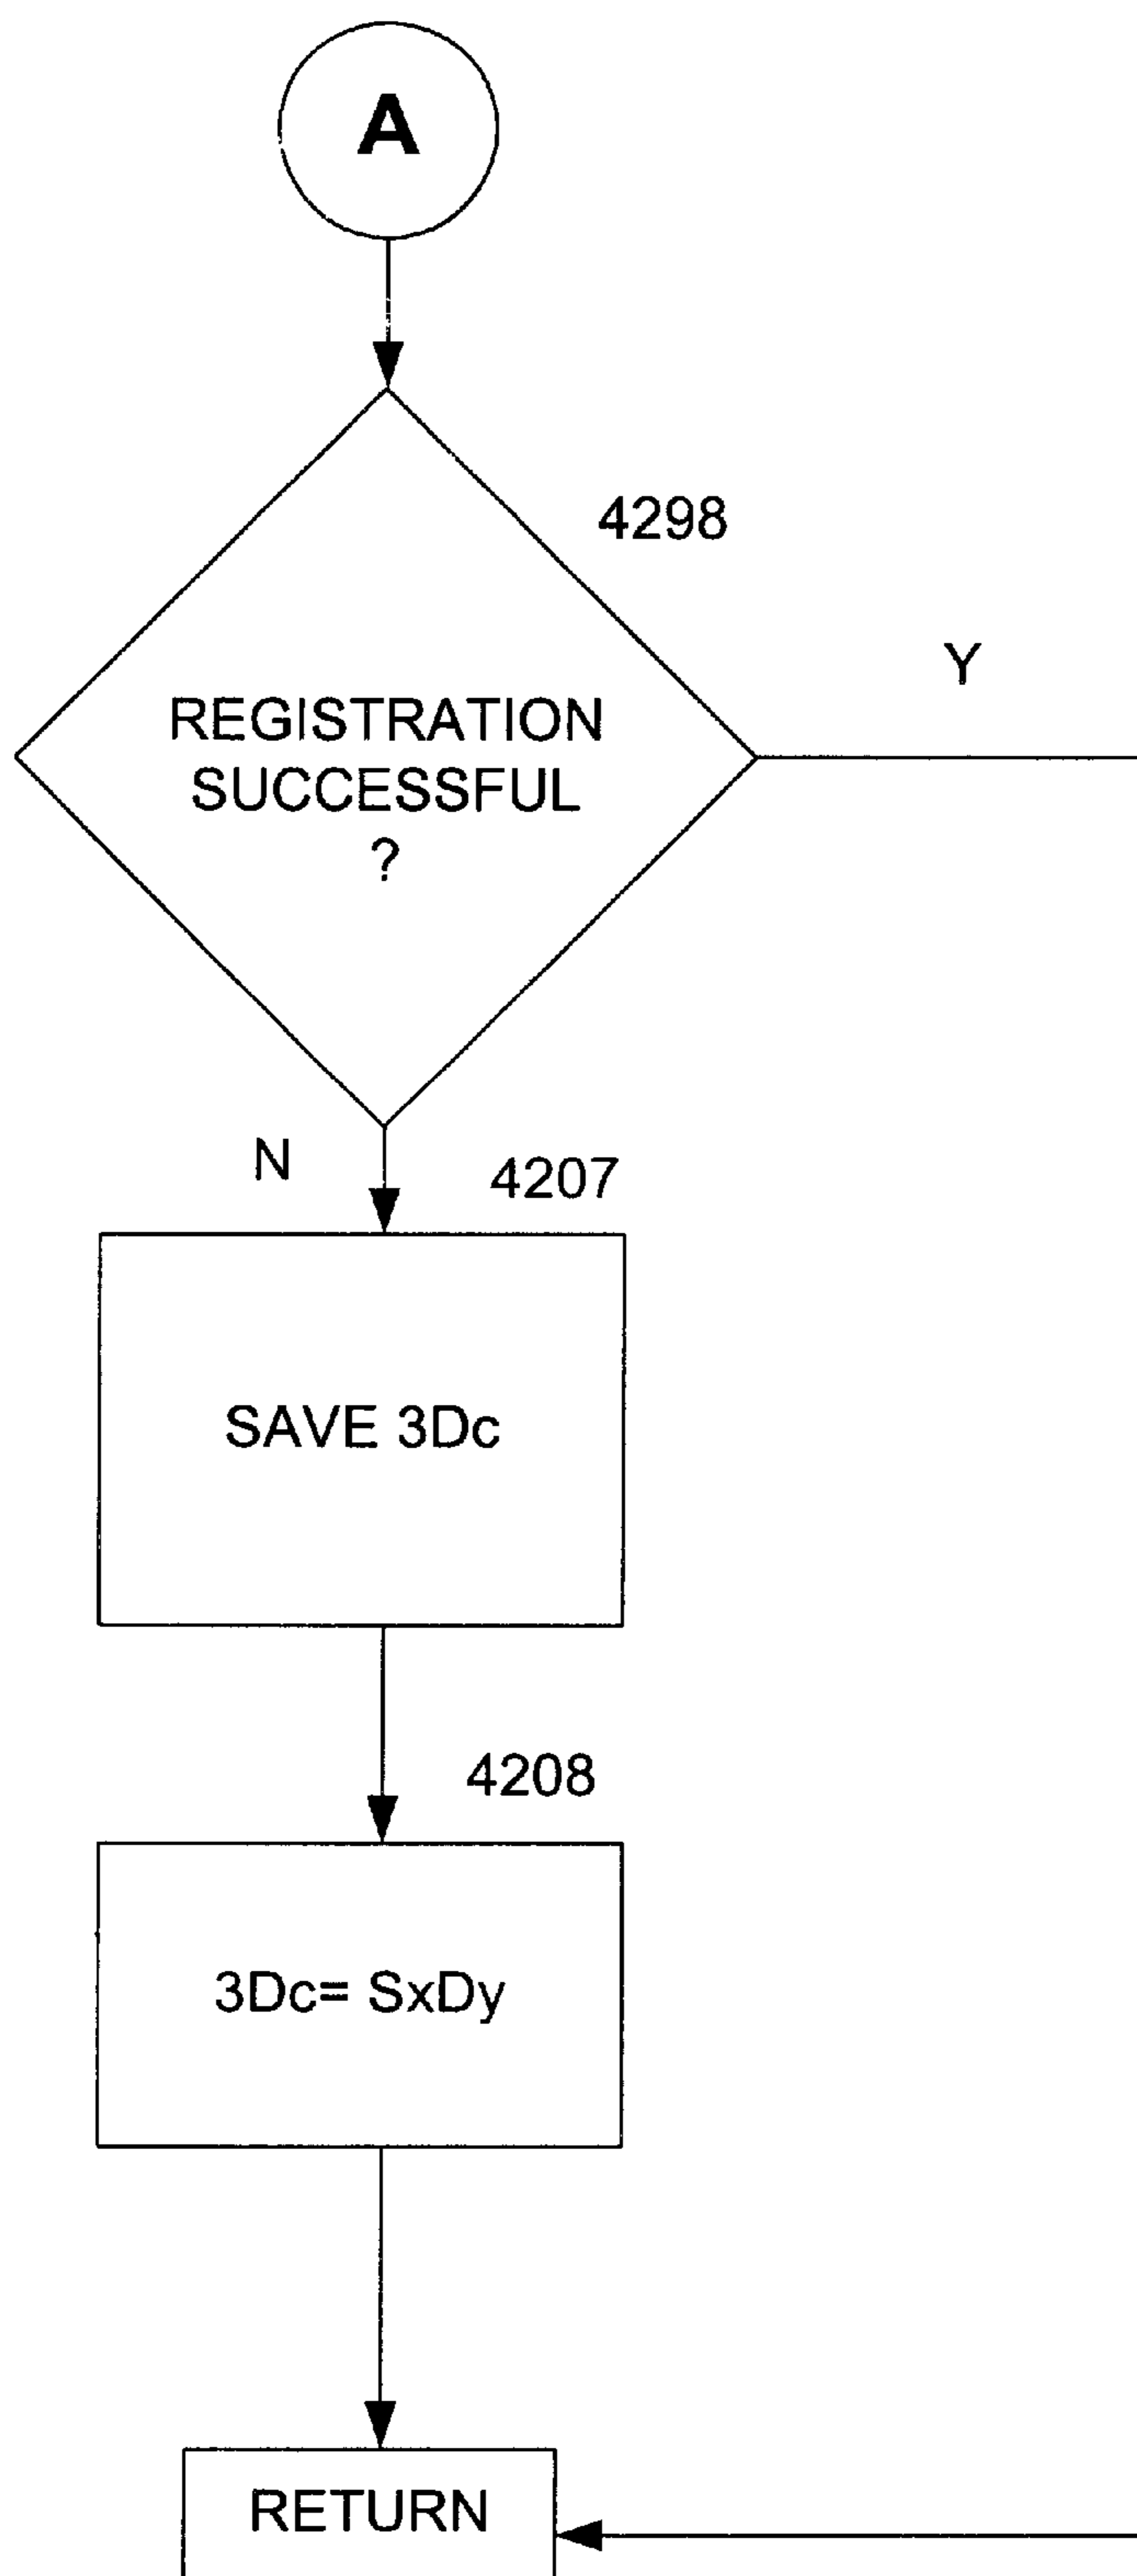 A
4298
Y
REGISTRATION
SUCCESSFUL
?
N
4207
SAVE 3Dc
4208
3Dc= SxDy
RETURN